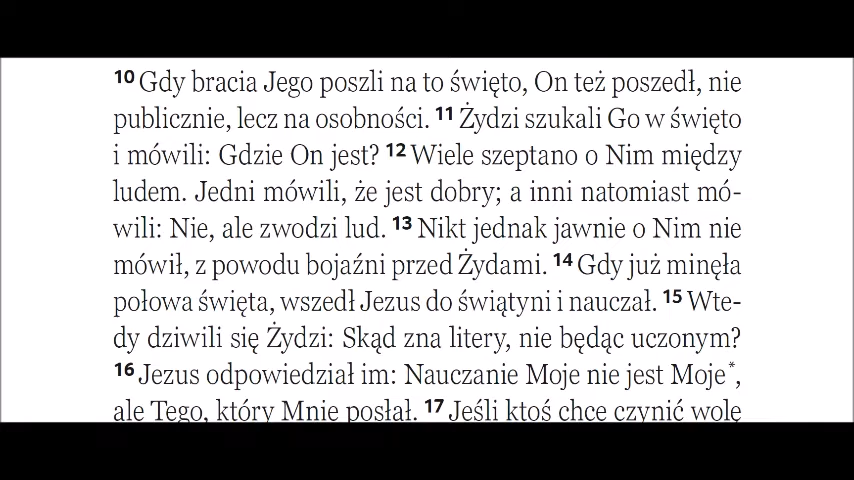 10 Gdy bracia Jego poszli na to święto, On też poszedł, nie
publicznie, lecz na osobności. 11 Żydzi szukali Go w święto
i mówili: Gdzie On jest? 12 Wiele szeptano o Nim między
ludem. Jedni mówili, że jest dobry; a inni natomiast mó-
wili: Nie, ale zwodzi lud. 13 Nikt jednak jawnie o Nim nie
mówił, z powodu bojaźni przed Żydami. 14 Gdy już minęła
połowa święta, wszedł Jezus do świątyni i nauczał. 15 Wte-
dy dziwili się Żydzi: Skąd zna litery, nie będąc uczonym?
16 Jezus odpowiedział im: Nauczanie Moje nie jest Moje*,
ale Tego, który Mnie posłał. 17 Jeśli ktoś chce czynić wolę